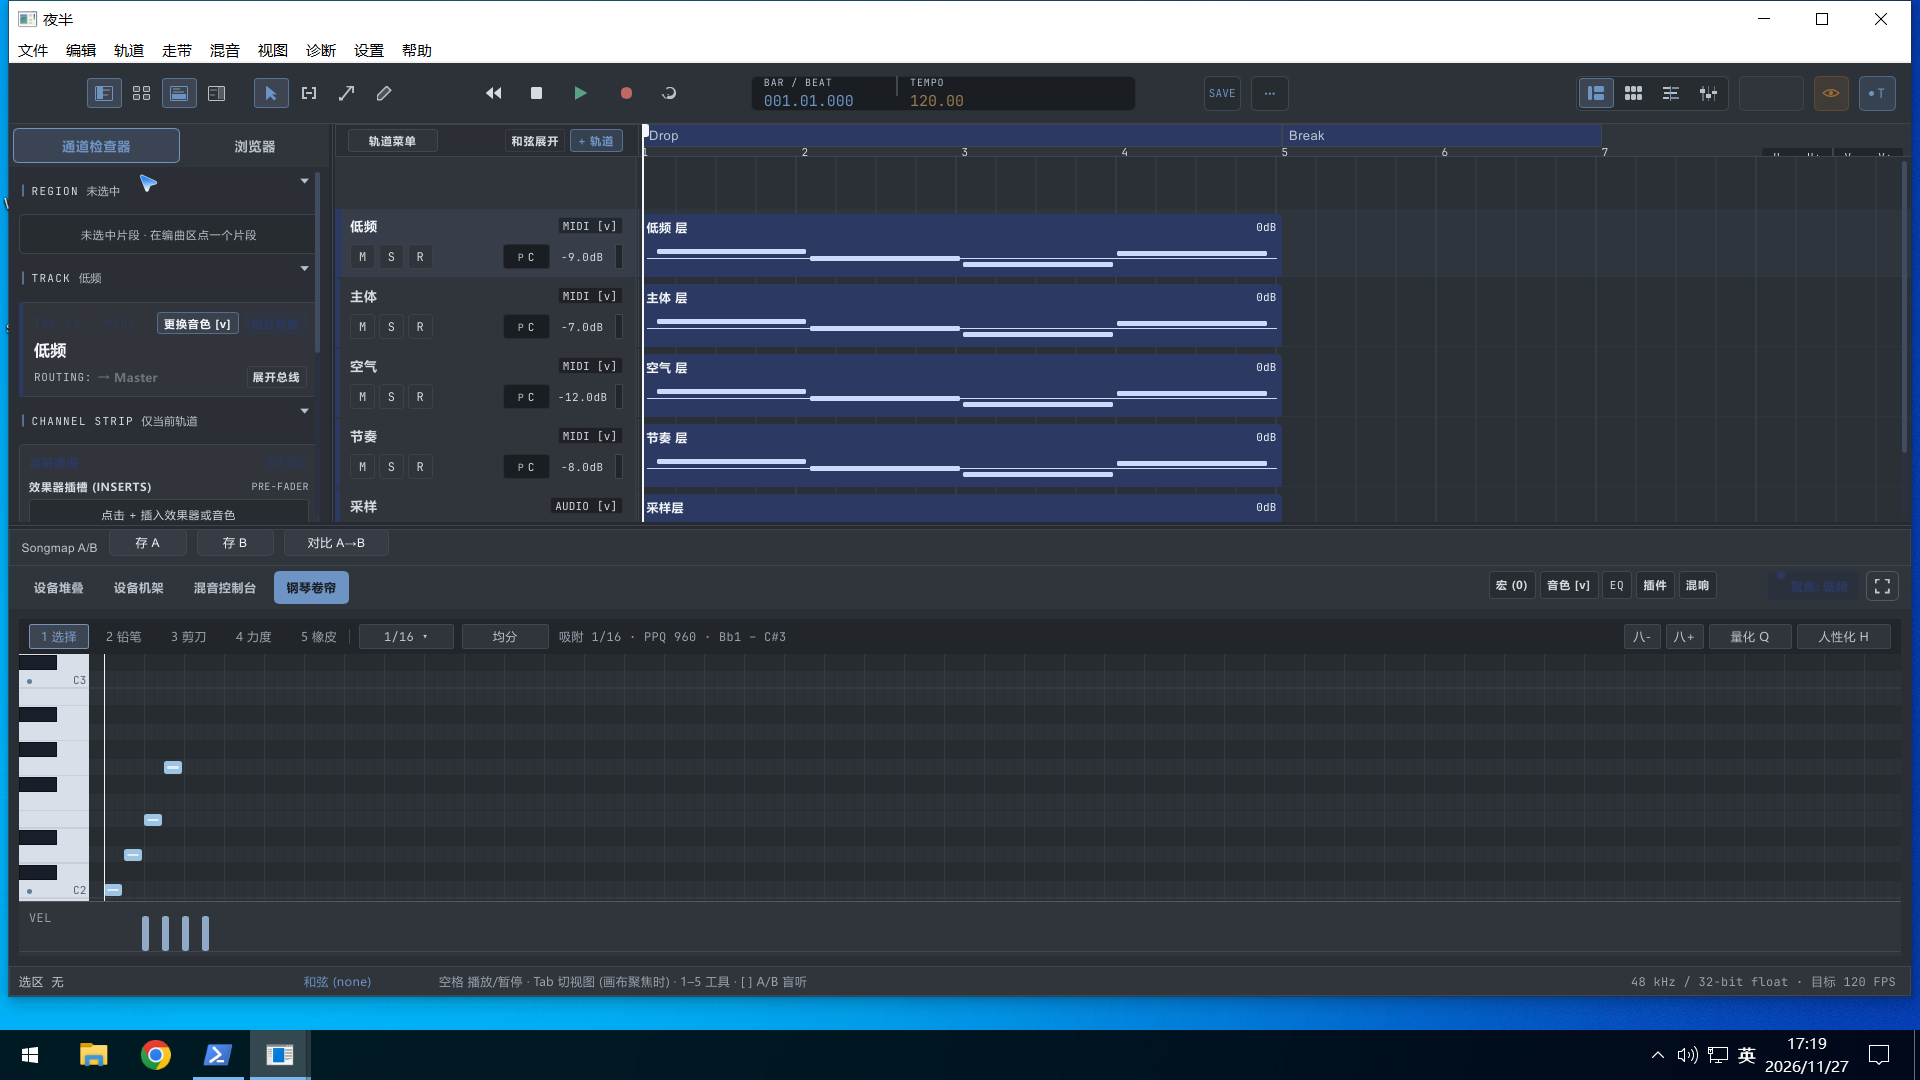 夜半
文件 编辑 轨道 走带 混音 视图 诊断 设置 帮助
BAR / BEAT
001.01.000
TEMPO
120.00
SAVE
...
T
通道检查器 浏览器
REGION 未选中
未选中片段 · 在编曲区点一个片段
TRACK 低频
更换音色 [v]
低频
ROUTING: → Master
展开总线
CHANNEL STRIP 仅当前轨道
效果器插槽 (INSERTS)
PRE-FADER
点击 + 插入效果器或音色
轨道菜单 和弦展开 + 轨道
Drop Break
1 2 3 4 5 6 7
低频 MIDI [v]
M S R P C -9.0dB
低频 层 0dB
主体 MIDI [v]
M S R P C -7.0dB
主体 层 0dB
空气 MIDI [v]
M S R P C -12.0dB
空气 层 0dB
节奏 MIDI [v]
M S R P C -8.0dB
节奏 层 0dB
采样 AUDIO [v]
采样层 0dB
Songmap A/B 存 A 存 B 对比 A→B
设备堆叠 设备机架 混音控制台 钢琴卷帘
宏 (0) 音色 [v] EQ 插件 混响
聚焦: 低频
1 选择 2 铅笔 3 剪刀 4 力度 5 橡皮 1/16 均分 吸附 1/16 · PPQ 960 · Bb1 – C#3
八- 八+ 量化 Q 人性化 H
C3
C2
VEL
选区 无
和弦 (none)
空格 播放/暂停 · Tab 切视图 (画布聚焦时) · 1–5 工具 · [ ] A/B 盲听
48 kHz / 32-bit float · 目标 120 FPS
英
17:19
2026/11/27